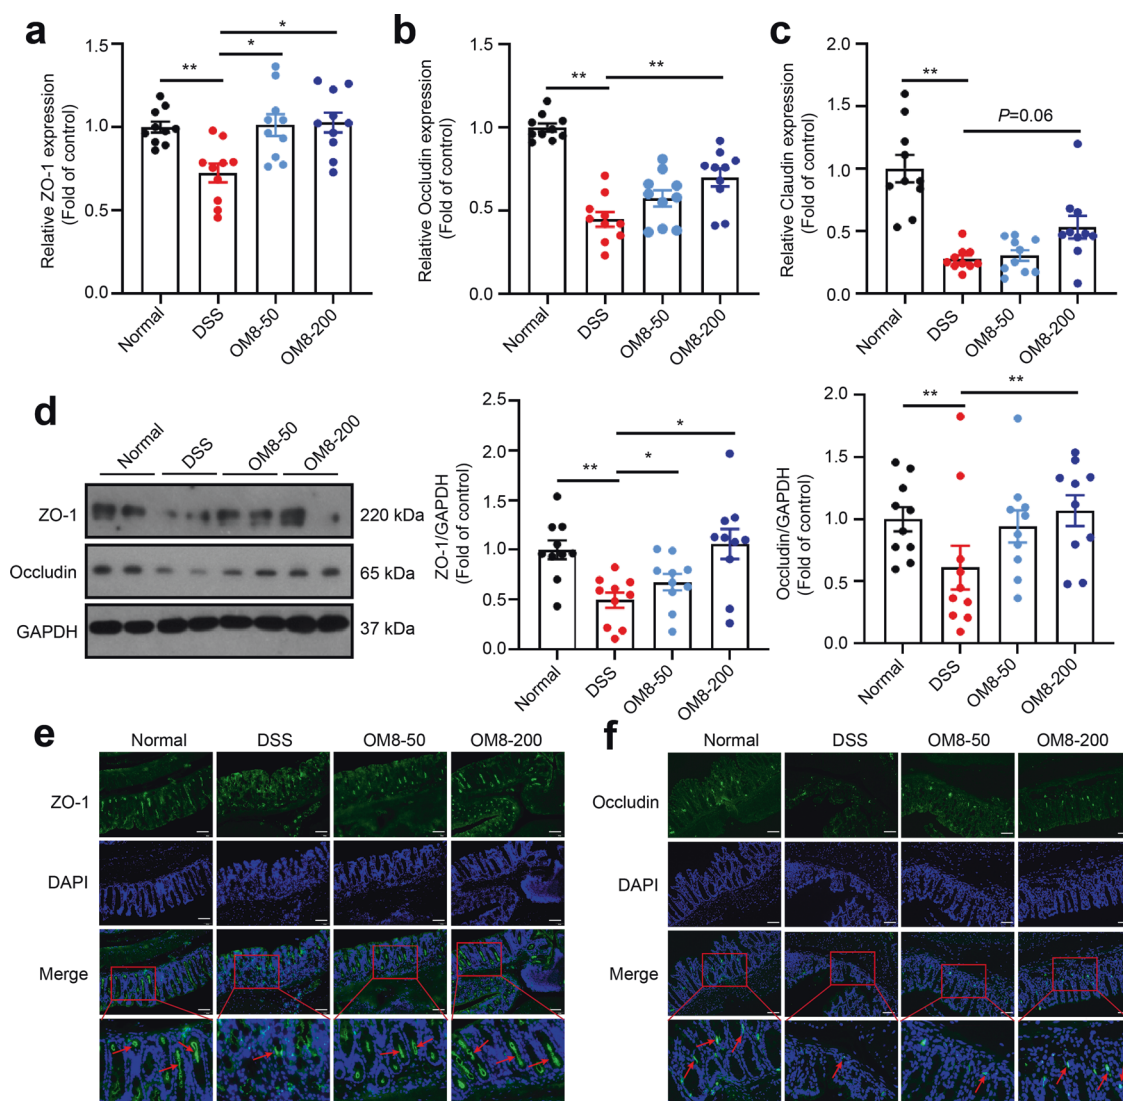 a
Relative ZO-1 expression
(Fold of control)
1.5
1.0
0.5
0.0
**
*
*
Normal
DSS
OM8-50
OM8-200
b
Relative Occludin expression
(Fold of control)
1.5
1.0
0.5
0.0
**
**
Normal
DSS
OM8-50
OM8-200
c
Relative Claudin expression
(Fold of control)
2.0
1.5
1.0
0.5
0.0
**
P=0.06
Normal
DSS
OM8-50
OM8-200
d
Normal
DSS
OM8-50
OM8-200
ZO-1
220 kDa
Occludin
65 kDa
GAPDH
37 kDa
ZO-1/GAPDH
(Fold of control)
2.5
2.0
1.5
1.0
0.5
0.0
**
*
*
Normal
DSS
OM8-50
OM8-200
Occludin/GAPDH
(Fold of control)
2.0
1.5
1.0
0.5
0.0
**
**
Normal
DSS
OM8-50
OM8-200
e
Normal DSS OM8-50 OM8-200
ZO-1
DAPI
Merge
f
Normal DSS OM8-50 OM8-200
Occludin
DAPI
Merge